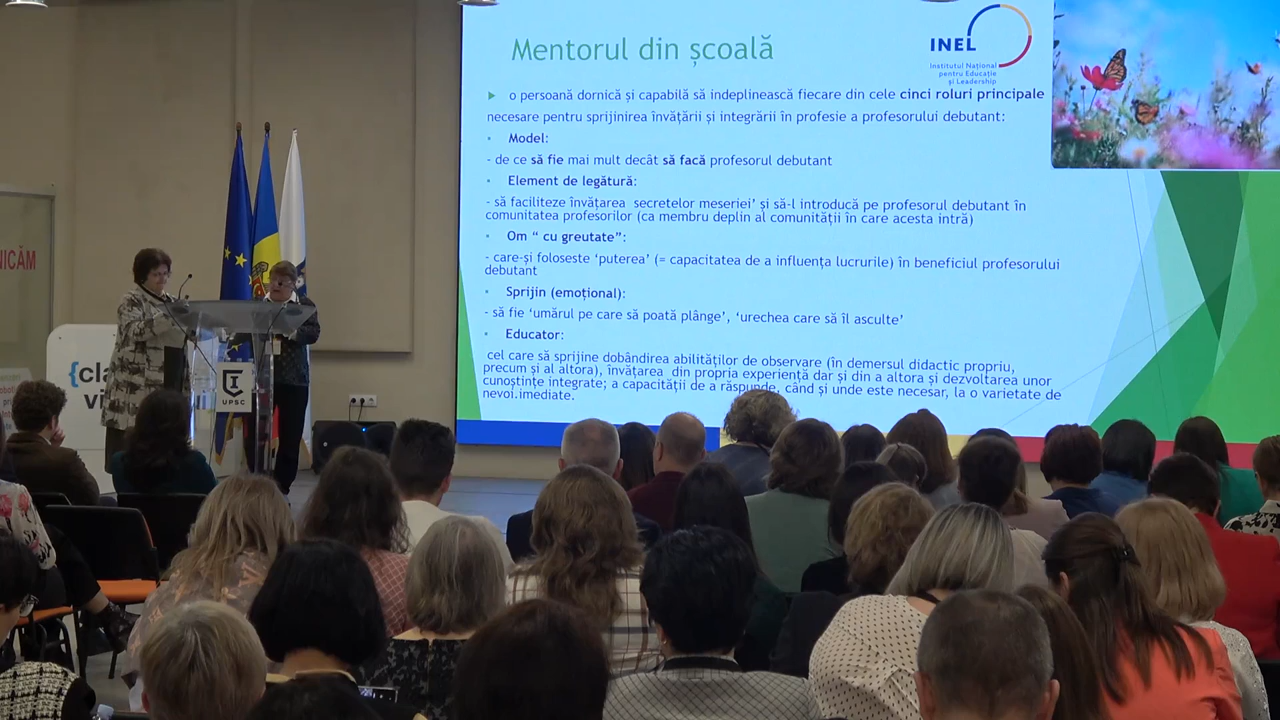 Mentorul din școală
INEL
Institutul Național
pentru Educație
și Leadership
► o persoană dornică și capabilă să indeplinească fiecare din cele cinci roluri principale
necesare pentru sprijinirea învățării și integrării în profesie a profesorului debutant:
• Model:
- de ce să fie mai mult decât să facă profesorul debutant
• Element de legătură:
- să faciliteze învățarea secretelor meseriei’ și să-l introducă pe profesorul debutant în
comunitatea profesorilor (ca membru deplin al comunității în care acesta intră)
• Om “ cu greutate”:
- care-și foloseste ‘puterea’ (= capacitatea de a influența lucrurile) în beneficiul profesorului
debutant
• Sprijin (emoțional):
- să fie ‘umărul pe care să poată plânge’, ‘urechea care să îl asculte’
• Educator:
cel care să sprijine dobândirea abilităților de observare (în demersul didactic propriu,
precum și al altora), învățarea din propria experiență dar și din a altora și dezvoltarea unor
cunoștințe integrate; a capacității de a răspunde, când și unde este necesar, la o varietate de
nevoi.imediate.
NICĂM
{cla
vi
UPSC